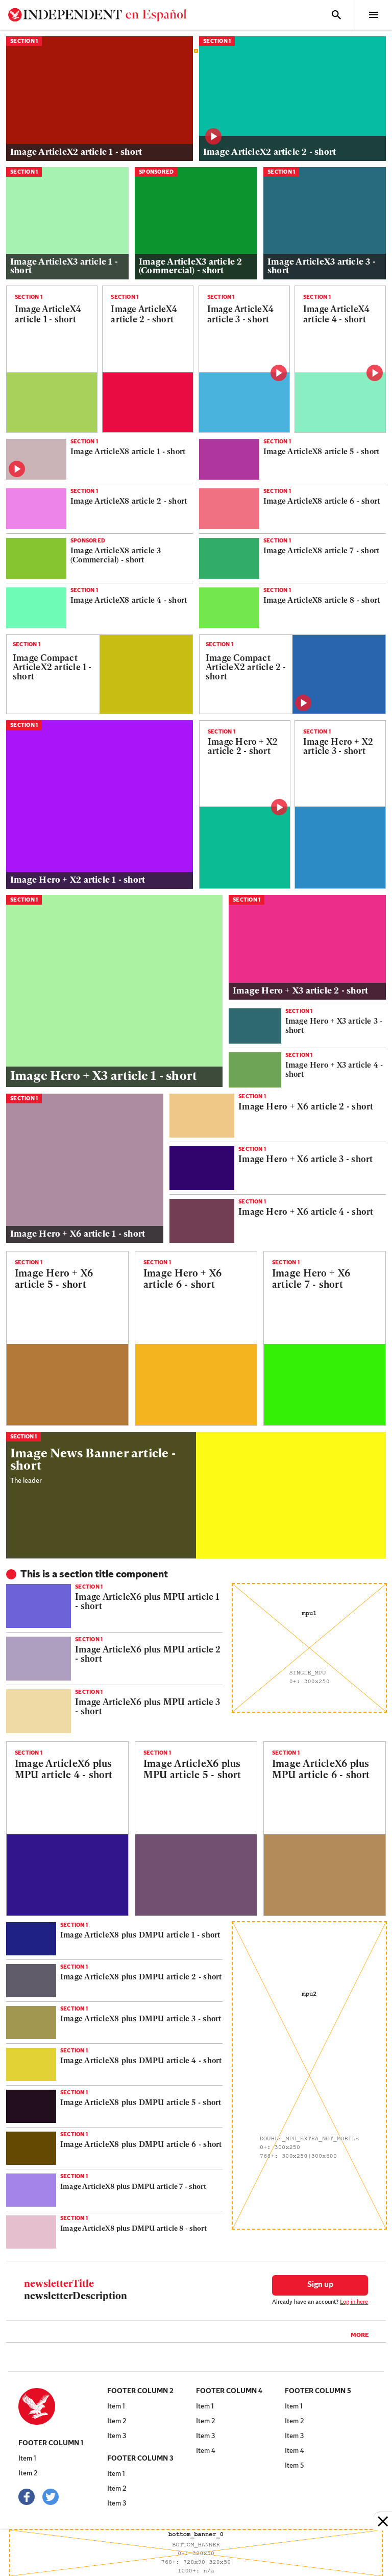 INDEPENDENT en Español
SECTION 1
Image ArticleX2 article 1 - short
SECTION 1
Image ArticleX2 article 2 - short
SECTION 1
Image ArticleX3 article 1 -
short
SPONSORED
Image ArticleX3 article 2
(Commercial) - short
SECTION 1
Image ArticleX3 article 3 -
short
SECTION 1
Image ArticleX4
article 1 - short
SECTION 1
Image ArticleX4
article 2 - short
SECTION 1
Image ArticleX4
article 3 - short
SECTION 1
Image ArticleX4
article 4 - short
SECTION 1
Image ArticleX8 article 1 - short
SECTION 1
Image ArticleX8 article 2 - short
SPONSORED
Image ArticleX8 article 3
(Commercial) - short
SECTION 1
Image ArticleX8 article 4 - short
SECTION 1
Image ArticleX8 article 5 - short
SECTION 1
Image ArticleX8 article 6 - short
SECTION 1
Image ArticleX8 article 7 - short
SECTION 1
Image ArticleX8 article 8 - short
SECTION 1
Image Compact
ArticleX2 article 1 -
short
SECTION 1
Image Compact
ArticleX2 article 2 -
short
SECTION 1
Image Hero + X2 article 1 - short
SECTION 1
Image Hero + X2
article 2 - short
SECTION 1
Image Hero + X2
article 3 - short
SECTION 1
Image Hero + X3 article 1 - short
SECTION 1
Image Hero + X3 article 2 - short
SECTION 1
Image Hero + X3 article 3 -
short
SECTION 1
Image Hero + X3 article 4 -
short
SECTION 1
Image Hero + X6 article 1 - short
SECTION 1
Image Hero + X6 article 2 - short
SECTION 1
Image Hero + X6 article 3 - short
SECTION 1
Image Hero + X6 article 4 - short
SECTION 1
Image Hero + X6
article 5 - short
SECTION 1
Image Hero + X6
article 6 - short
SECTION 1
Image Hero + X6
article 7 - short
SECTION 1
Image News Banner article -
short
The leader
This is a section title component
SECTION 1
Image ArticleX6 plus MPU article 1
- short
SECTION 1
Image ArticleX6 plus MPU article 2
- short
SECTION 1
Image ArticleX6 plus MPU article 3
- short
mpu1
SINGLE_MPU
0+: 300x250
SECTION 1
Image ArticleX6 plus
MPU article 4 - short
SECTION 1
Image ArticleX6 plus
MPU article 5 - short
SECTION 1
Image ArticleX6 plus
MPU article 6 - short
SECTION 1
Image ArticleX8 plus DMPU article 1 - short
SECTION 1
Image ArticleX8 plus DMPU article 2 - short
SECTION 1
Image ArticleX8 plus DMPU article 3 - short
SECTION 1
Image ArticleX8 plus DMPU article 4 - short
SECTION 1
Image ArticleX8 plus DMPU article 5 - short
SECTION 1
Image ArticleX8 plus DMPU article 6 - short
SECTION 1
Image ArticleX8 plus DMPU article 7 - short
SECTION 1
Image ArticleX8 plus DMPU article 8 - short
mpu2
DOUBLE_MPU_EXTRA_NOT_MOBILE
0+: 300x250
768+: 300x250|300x600
newsletterTitle
newsletterDescription
Sign up
Already have an account? Log in here
MORE
FOOTER COLUMN 1
Item 1
Item 2
FOOTER COLUMN 2
Item 1
Item 2
Item 3
FOOTER COLUMN 3
Item 1
Item 2
Item 3
FOOTER COLUMN 4
Item 1
Item 2
Item 3
Item 4
FOOTER COLUMN 5
Item 1
Item 2
Item 3
Item 4
Item 5
bottom_banner_0
BOTTOM_BANNER
0+: 320x50
768+: 728x90|320x50
1000+: n/a